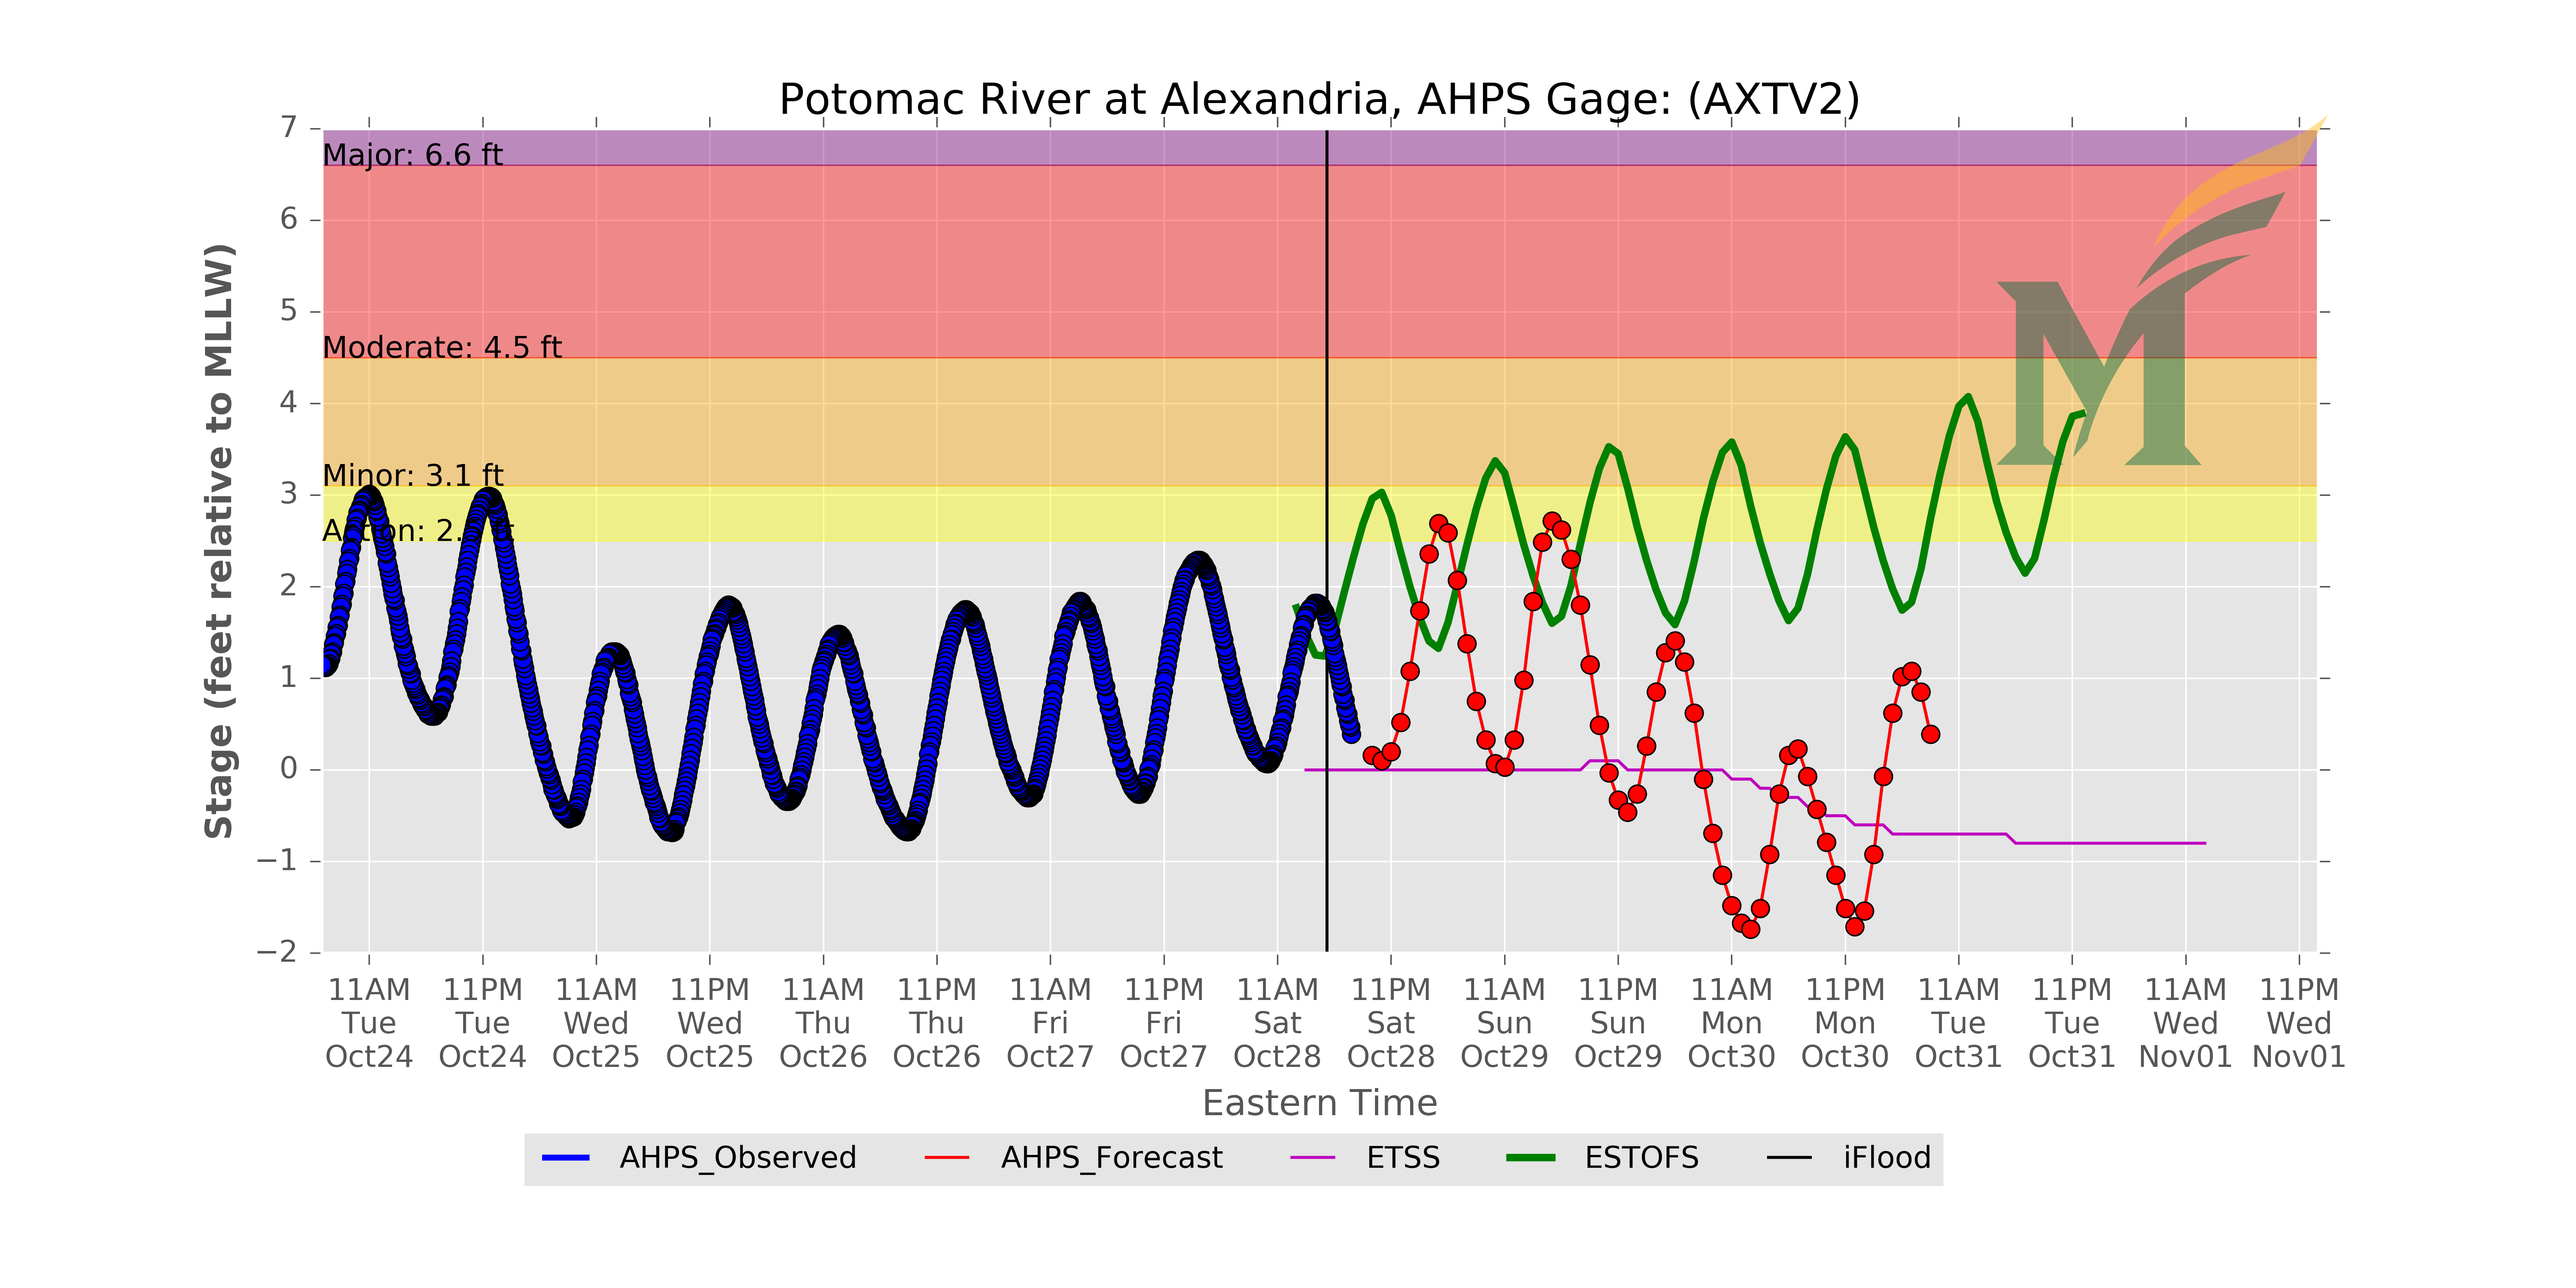 Potomac River at Alexandria, AHPS Gage: (AXTV2)
Stage (feet relative to MLLW)
7
6
5
4
3
2
1
0
−1
−2
Major: 6.6 ft
Moderate: 4.5 ft
Minor: 3.1 ft
Action: 2.
11AM 11PM 11AM 11PM 11AM 11PM 11AM 11PM 11AM 11PM 11AM 11PM 11AM 11PM 11AM 11PM 11AM 11PM
Tue Tue Wed Wed Thu Thu Fri Fri Sat Sat Sun Sun Mon Mon Tue Tue Wed Wed
Oct24 Oct24 Oct25 Oct25 Oct26 Oct26 Oct27 Oct27 Oct28 Oct28 Oct29 Oct29 Oct30 Oct30 Oct31 Oct31 Nov01 Nov01
Eastern Time
AHPS_Observed AHPS_Forecast ETSS ESTOFS iFlood
M